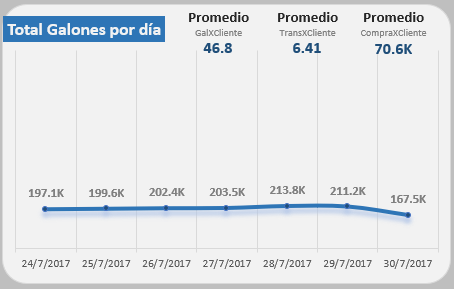 Total Galones por día
Promedio
GalXCliente
46.8
Promedio
TransXCliente
6.41
Promedio
CompraXCliente
70.6K
197.1K 199.6K 202.4K 203.5K 213.8K 211.2K 167.5K
24/7/2017 25/7/2017 26/7/2017 27/7/2017 28/7/2017 29/7/2017 30/7/2017